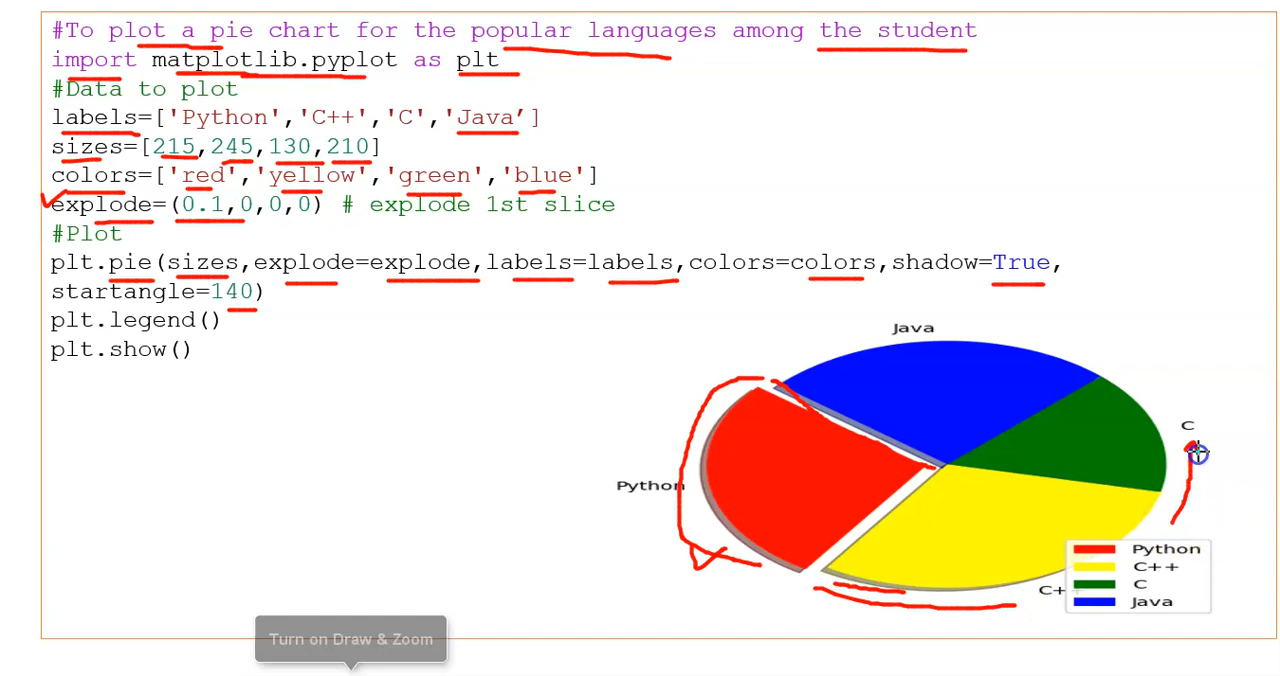 #To plot a pie chart for the popular languages among the student
import matplotlib.pyplot as plt
#Data to plot
labels=['Python','C++','C','Java’]
sizes=[215,245,130,210]
colors=['red','yellow','green','blue']
explode=(0.1,0,0,0) # explode 1st slice
#Plot
plt.pie(sizes,explode=explode,labels=labels,colors=colors,shadow=True,
startangle=140)
plt.legend()
plt.show()
Java
C
Python
C+
Python
C++
C
Java
Turn on Draw & Zoom